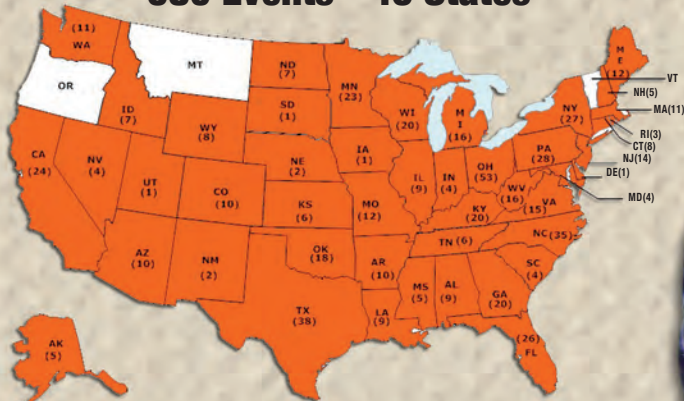 Events
States
(11)
WA
MT
OR
ID
(7)
WY
(8)
ND
(7)
SD
(1)
NE
(2)
KS
(6)
MN
(23)
IA
(1)
MO
(12)
WI
(20)
M
I
(16)
IL
(9)
IN
(4)
OH
(53)
KY
(20)
WV
(16)
VA
(15)
PA
(28)
NY
(27)
M
E
(12)
VT
NH(5)
MA(11)
RI(3)
CT(8)
NJ(14)
DE(1)
MD(4)
CA
(24)
NV
(4)
UT
(1)
CO
(10)
AZ
(10)
NM
(2)
OK
(18)
TX
(38)
AR
(10)
LA
(9)
MS
(5)
AL
(9)
TN (6)
NC(35)
SC
(4)
GA
(20)
(26)
FL
AK
(5)